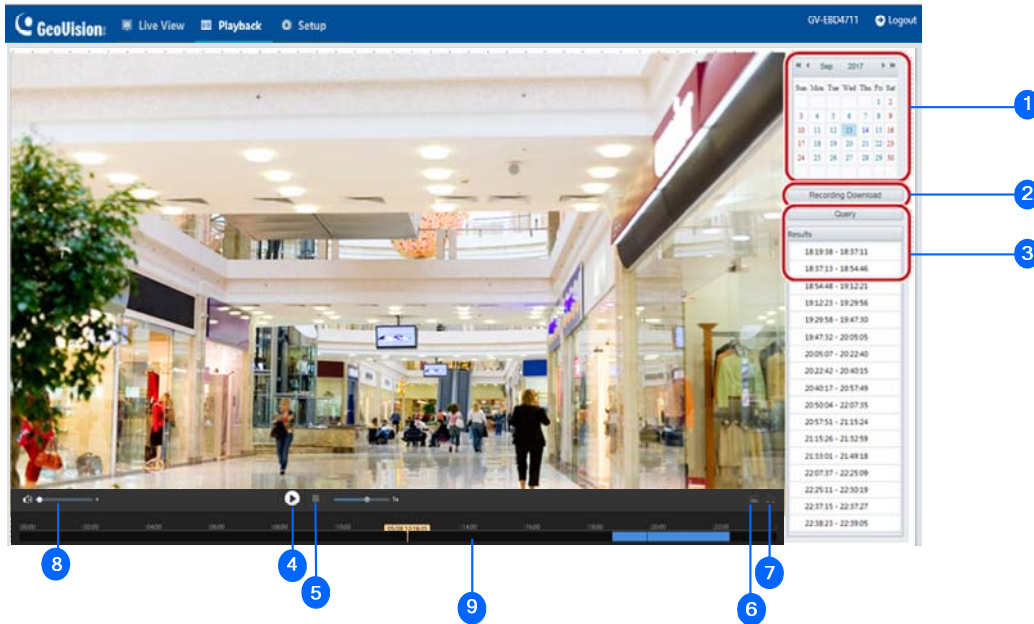 GeoVision: Live View Playback Setup GV-EBD4711 Logout
Sep 2017
Sun Mon Tue Wed Thu Fri Sat
1 2
3 4 5 6 7 8 9
10 11 12 13 14 15 16
17 18 19 20 21 22 23
24 25 26 27 28 29 30
1
Recording Download
2
Query
Results
3
18:19:38 - 18:37:11
18:37:13 - 18:54:46
18:54:48 - 19:12:21
19:12:23 - 19:29:56
19:29:58 - 19:47:30
19:47:32 - 20:05:05
20:05:07 - 20:22:40
20:22:42 - 20:40:15
20:40:17 - 20:57:49
20:50:04 - 22:07:35
20:57:51 - 21:15:24
21:15:26 - 21:32:59
21:33:01 - 21:49:18
22:07:37 - 22:25:09
22:25:11 - 22:30:19
22:37:15 - 22:37:27
22:38:23 - 22:39:05
- + 1x
00:00 02:00 04:00 06:00 08:00 10:00 14:00 16:00 18:00 20:00 22:00
8 4 5 9 6 7